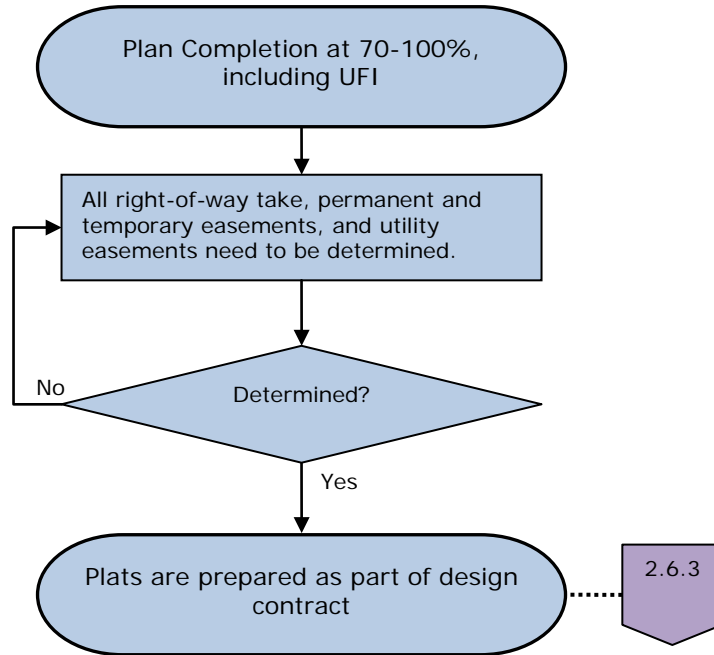 Plan Completion at 70-100%,
including UFI
All right-of-way take, permanent and
temporary easements, and utility
easements need to be determined.
No
Determined?
Yes
Plats are prepared as part of design
contract
2.6.3